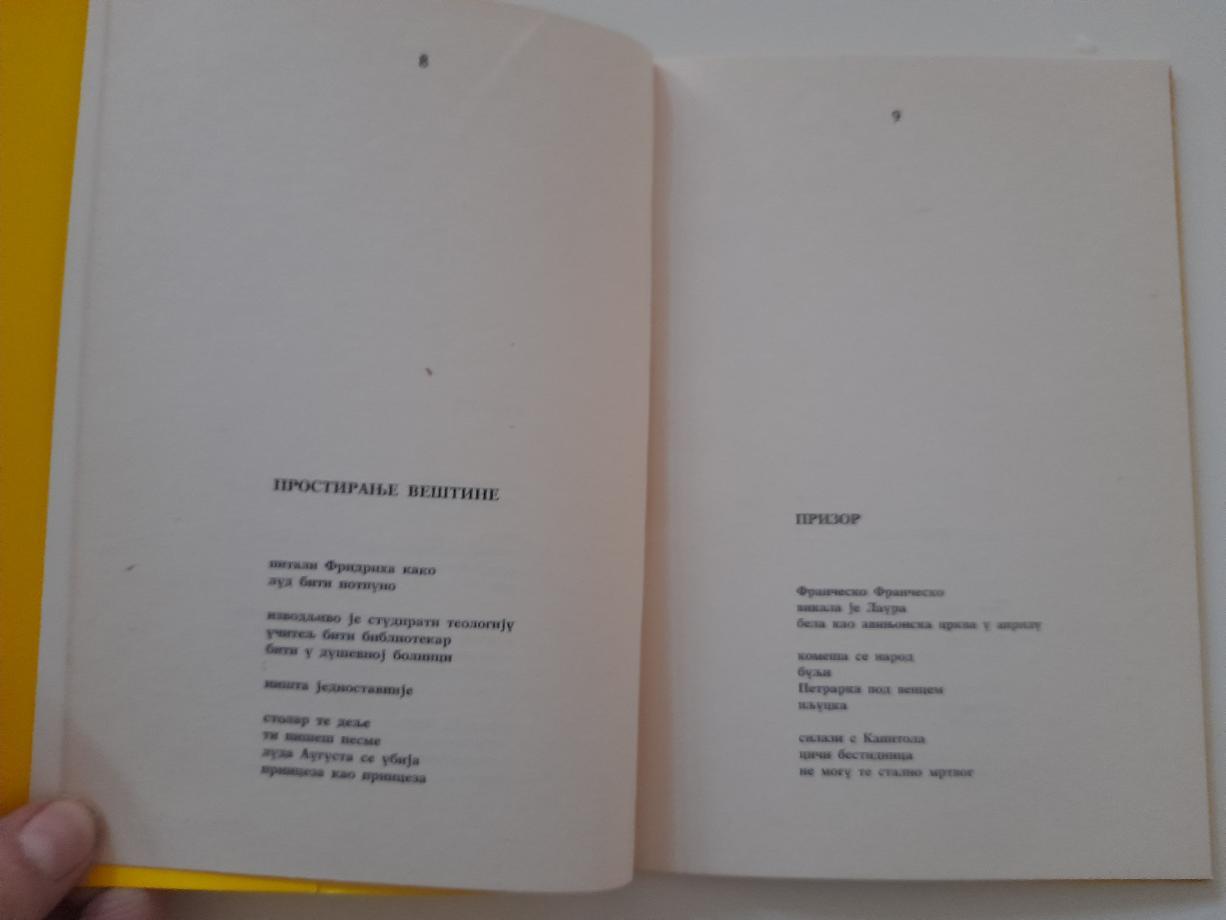 8
ПРОСТИРАЊЕ ВЕШТИНЕ
питали Фридриха како
луд бити потпуно
изводљиво је студирати теологију
учитељ бити библиотекар
бити у душевној болници
ништа једноставније
столар те деље
ти пишеш песме
луда Аугуста се убија
принцеза као принцеза
9
ПРИЗОР
Франческо Франческо
викала је Лаура
бела као авињонска црква у априлу
комеша се народ
буљи
Петрарка под венцем
пљуцка
силази с Капитола
цичи бестидница
не могу те стално мртвог